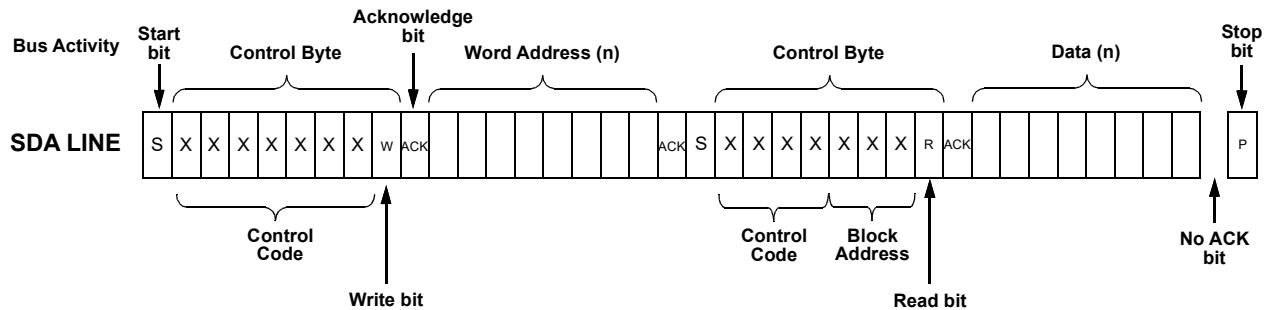 Bus Activity
Start
bit
Control Byte
Acknowledge
bit
Word Address (n)
Control Byte
Data (n)
Stop
bit
SDA LINE
S X X X X X X X W ACK ACK S X X X X X X X R ACK P
Control
Code
Write bit
Control
Code
Block
Address
Read bit
No ACK
bit